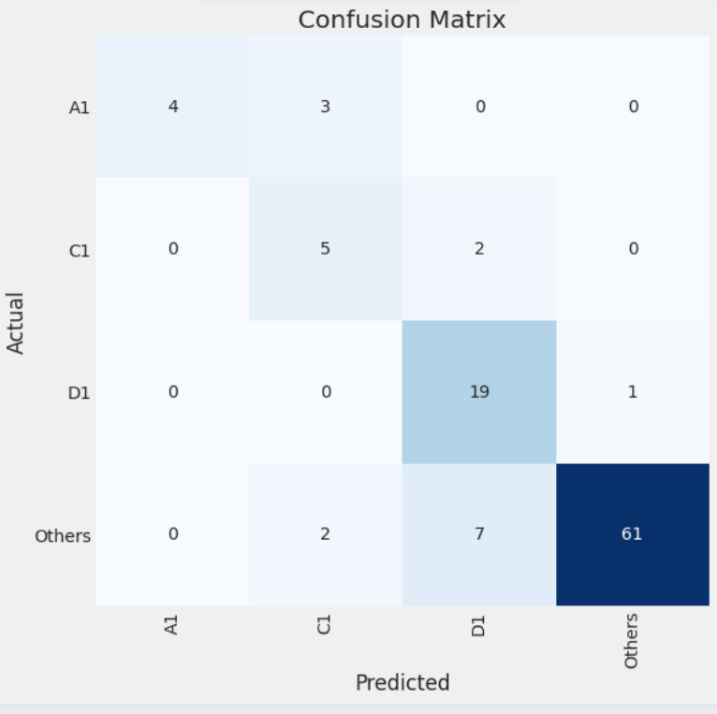 Confusion Matrix
A1 4 3 0 0
C1 0 5 2 0
Actual
D1 0 0 19 1
Others 0 2 7 61
A1 C1 D1 Others
Predicted